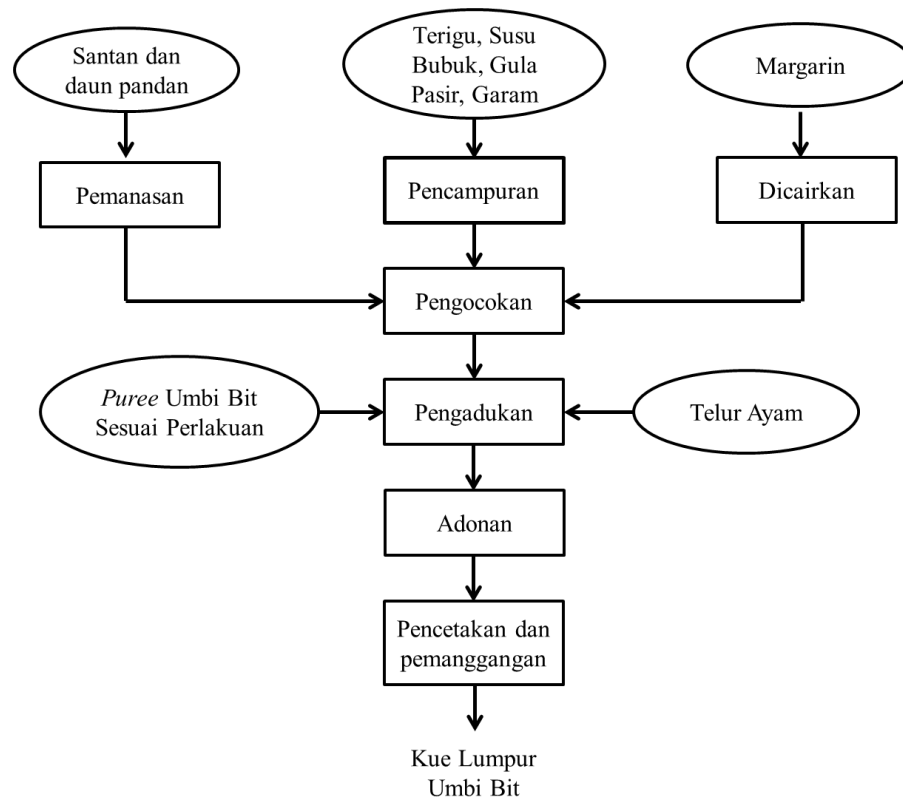 Santan dan
daun pandan
Terigu, Susu
Bubuk, Gula
Pasir, Garam
Margarin
Pemanasan
Pencampuran
Dicairkan
Pengocokan
Puree Umbi Bit
Sesuai Perlakuan
Pengadukan
Telur Ayam
Adonan
Pencetakan dan
pemanggangan
Kue Lumpur
Umbi Bit